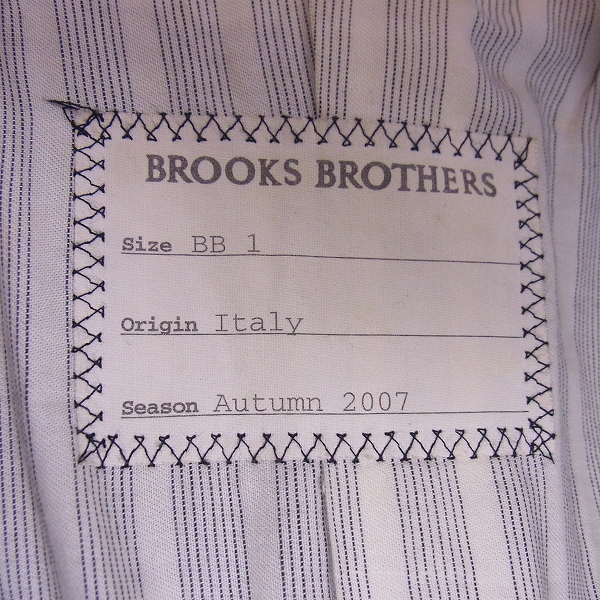 BROOKS BROTHERS
Size BB 1
Origin Italy
Season Autumn 2007